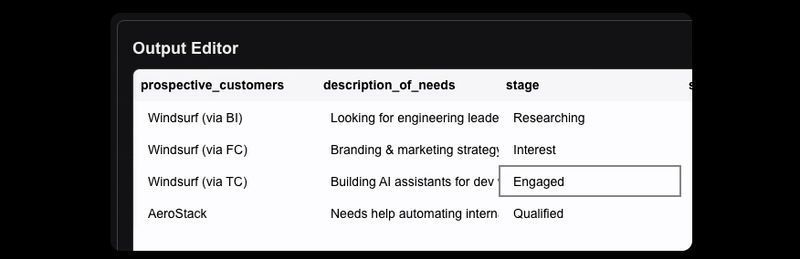 Output Editor
prospective_customers description_of_needs stage
Windsurf (via BI) Looking for engineering leade Researching
Windsurf (via FC) Branding & marketing strategy Interest
Windsurf (via TC) Building AI assistants for dev Engaged
AeroStack Needs help automating intern Qualified